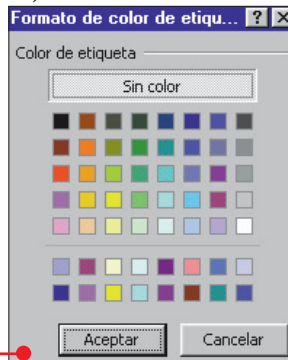 Formato de color de etiqu...
Color de etiqueta
Sin color
Aceptar
Cancelar